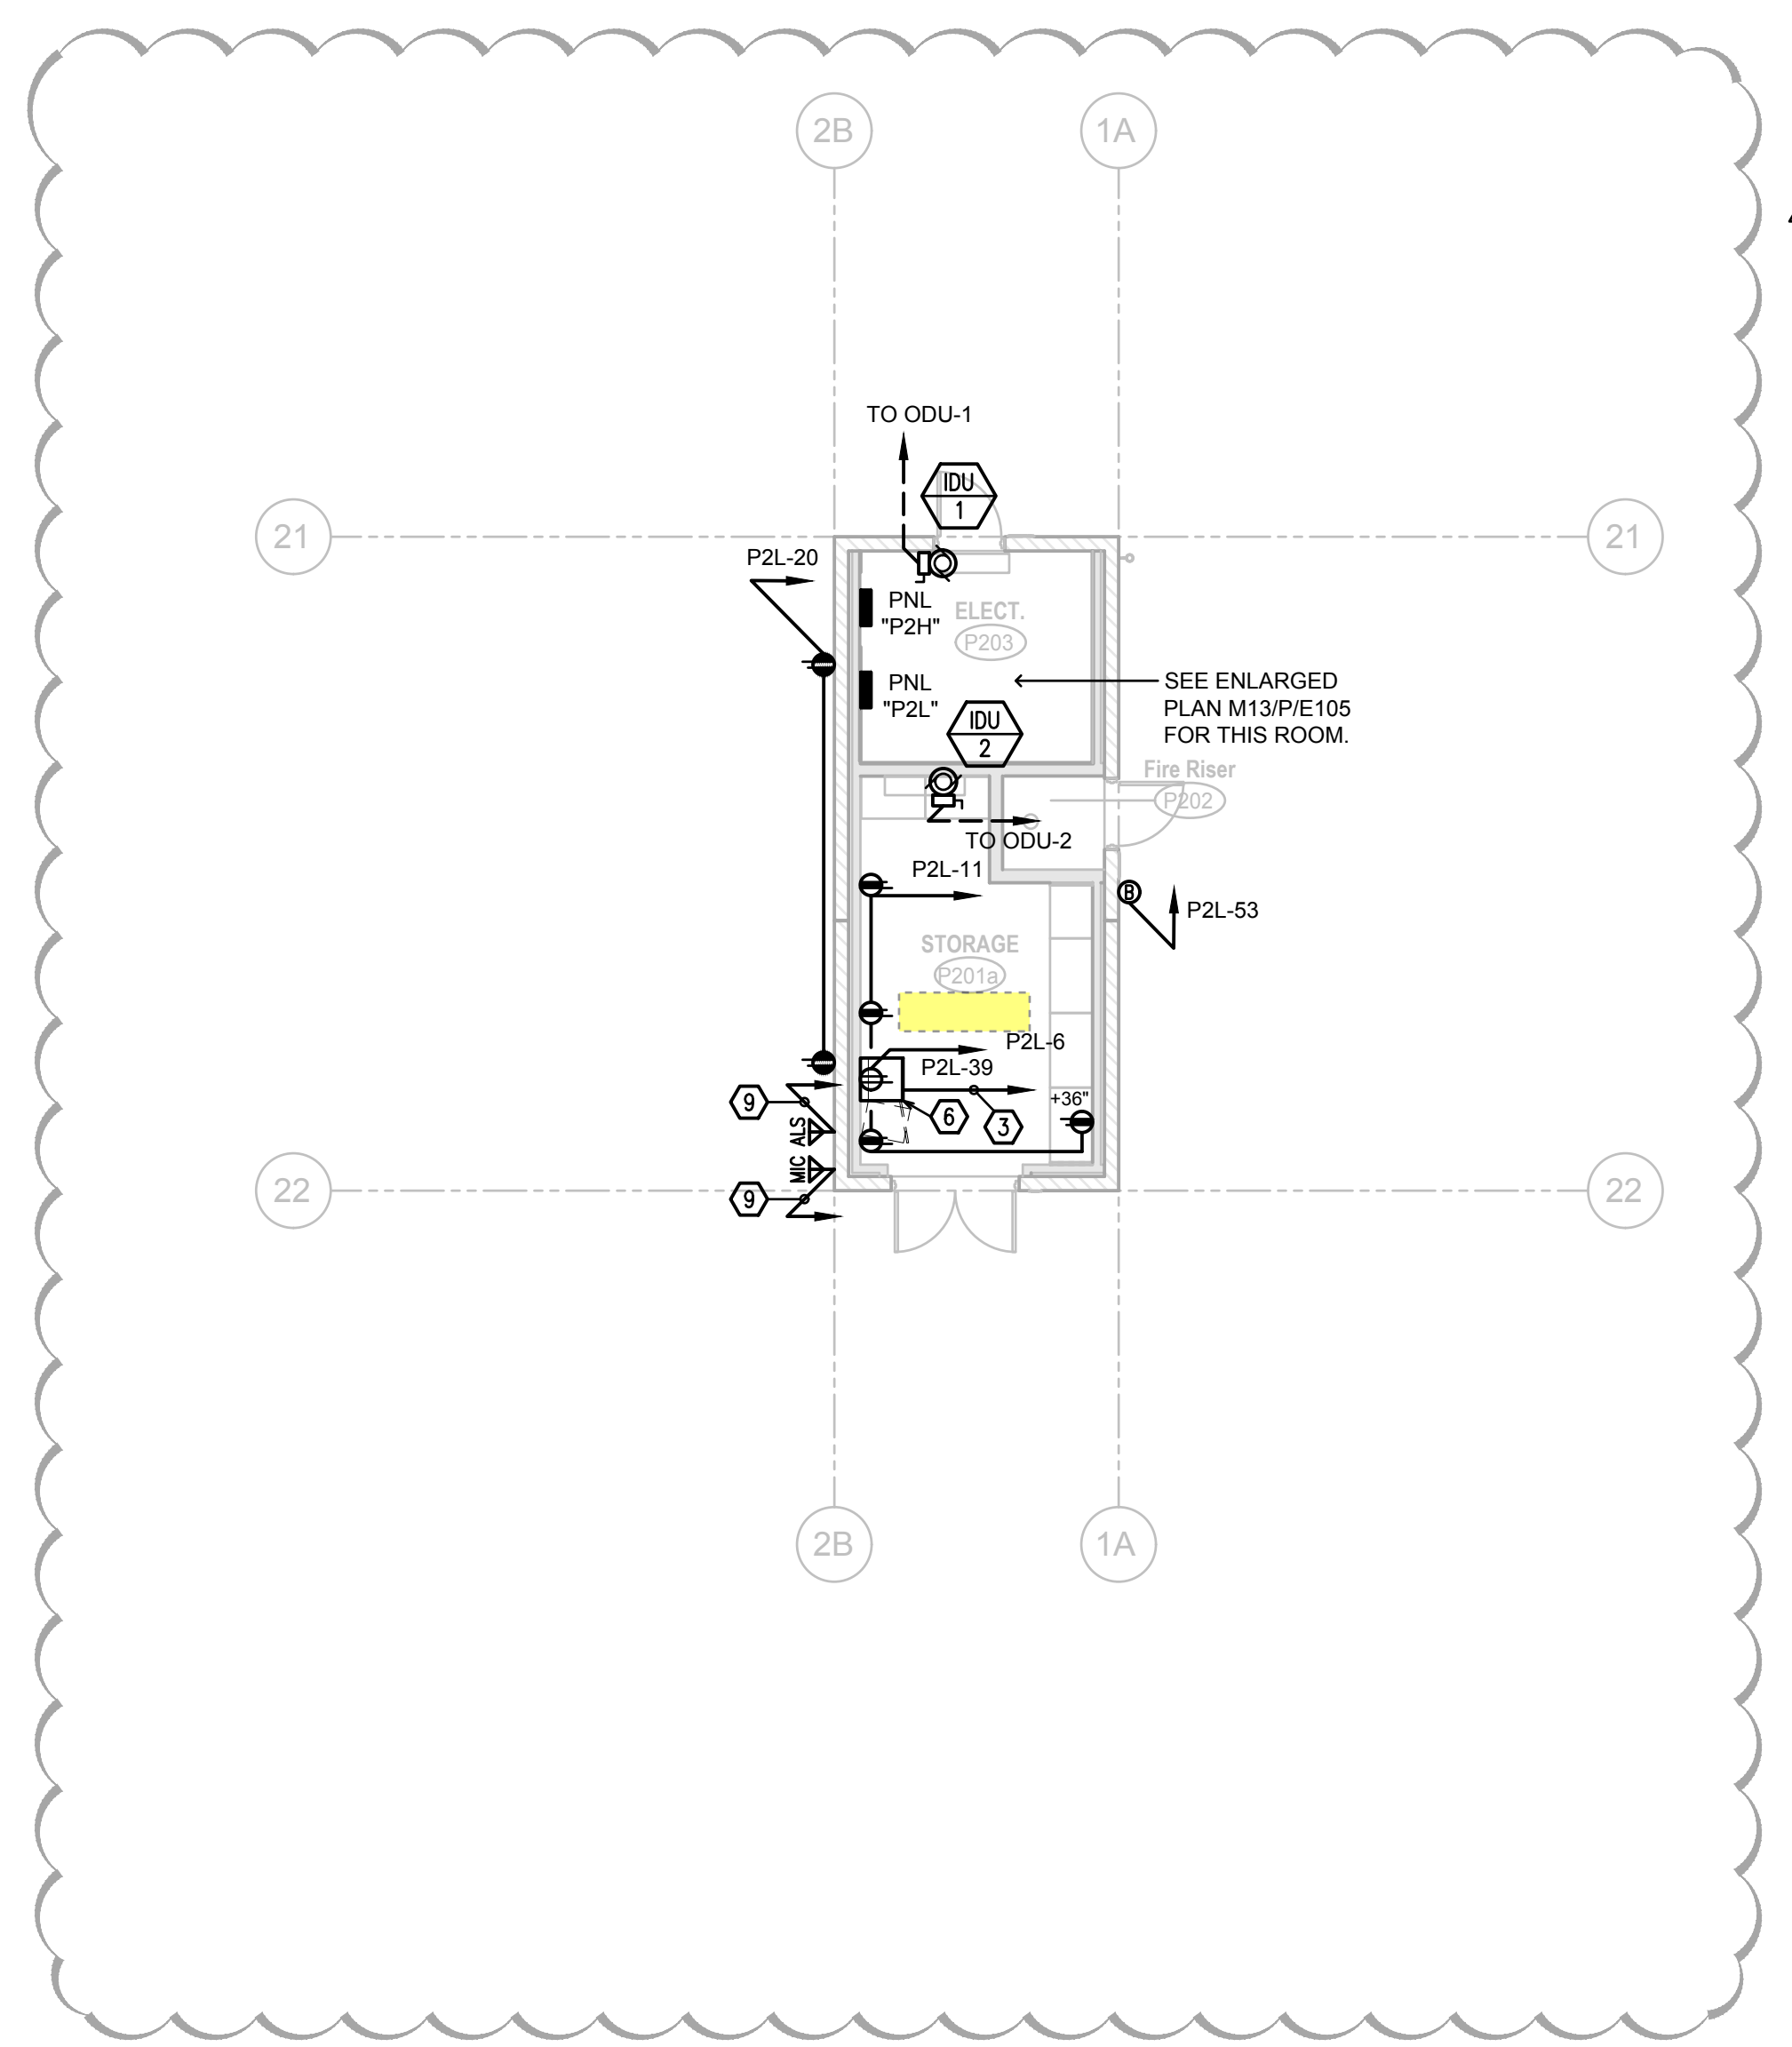 2B
1A
TO ODU-1
IDU
1
21
21
P2L-20
PNL
"P2H"
ELECT.
P203
PNL
"P2L"
SEE ENLARGED
PLAN M13/P/E105
FOR THIS ROOM.
IDU
2
Fire Riser
P202
TO ODU-2
P2L-11
B
P2L-53
STORAGE
P201a
P2L-6
P2L-39
+36"
9
6
3
ALS
MIC
9
22
22
2B
1A